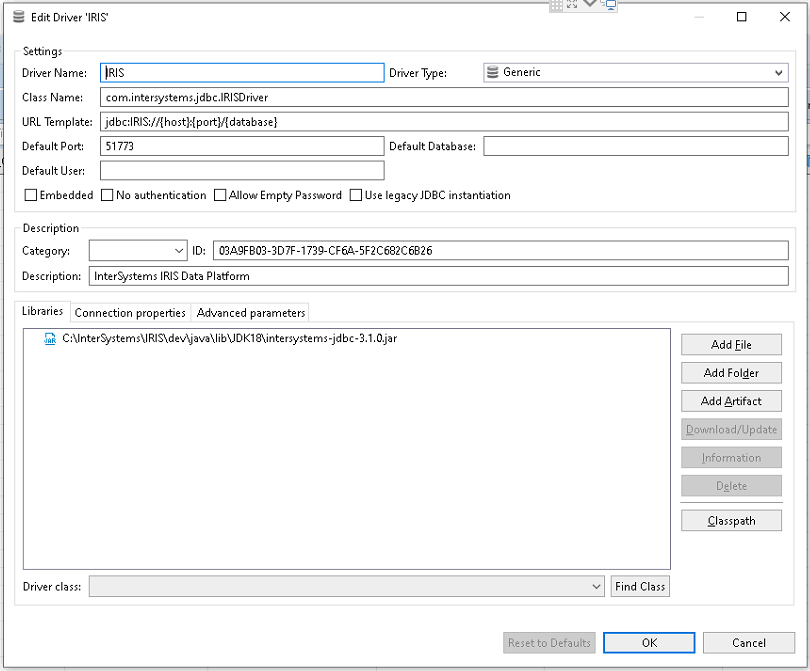 Edit Driver 'IRIS'
Settings
Driver Name: IRIS Driver Type: Generic
Class Name: com.intersystems.jdbc.IRISDriver
URL Template: jdbc:IRIS://{host}:{port}/{database}
Default Port: 51773 Default Database:
Default User:
Embedded No authentication Allow Empty Password Use legacy JDBC instantiation
Description
Category: ID: 03A9FB03-3D7F-1739-CF6A-5F2C682C6B26
Description: InterSystems IRIS Data Platform
Libraries Connection properties Advanced parameters
JAR C:\InterSystems\IRIS\dev\java\lib\JDK18\intersystems-jdbc-3.1.0.jar
Add File
Add Folder
Add Artifact
Download/Update
Information
Delete
Classpath
Driver class: Find Class
Reset to Defaults OK Cancel